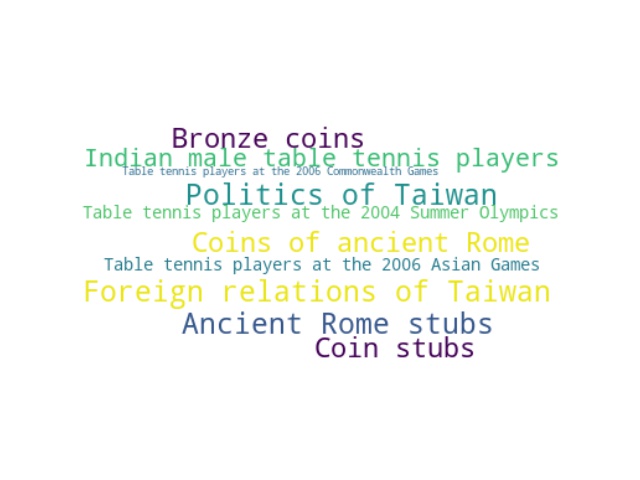 Bronze coins
Indian male table tennis players
Table tennis players at the 2006 Commonwealth Games
Politics of Taiwan
Table tennis players at the 2004 Summer Olympics
Coins of ancient Rome
Table tennis players at the 2006 Asian Games
Foreign relations of Taiwan
Ancient Rome stubs
Coin stubs